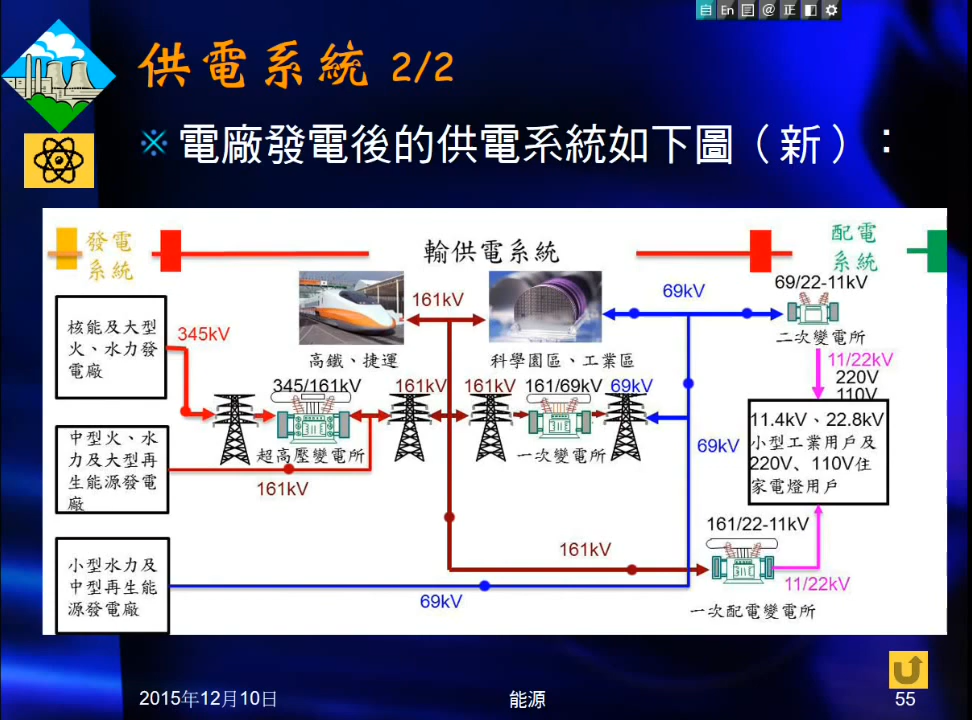 自 En @ 正
供電系統 2/2
※電廠發電後的供電系統如下圖（新）：
發電
系統
輸供電系統
配電
系統
69/22-11kV
161kV
69kV
核能及大型
火、水力發
電廠
345kV
高鐵、捷運
科學園區、工業區
二次變電所
11/22kV
220V
110V
345/161kV
161kV
161kV
161/69kV
69kV
11.4kV、22.8kV
小型工業用戶及
220V、110V住
家電燈用戶
中型火、水
力及大型再
生能源發電
廠
超高壓變電所
一次變電所
69kV
161kV
161/22-11kV
161kV
小型水力及
中型再生能
源發電廠
11/22kV
69kV
一次配電變電所
2015年12月10日
能源
55